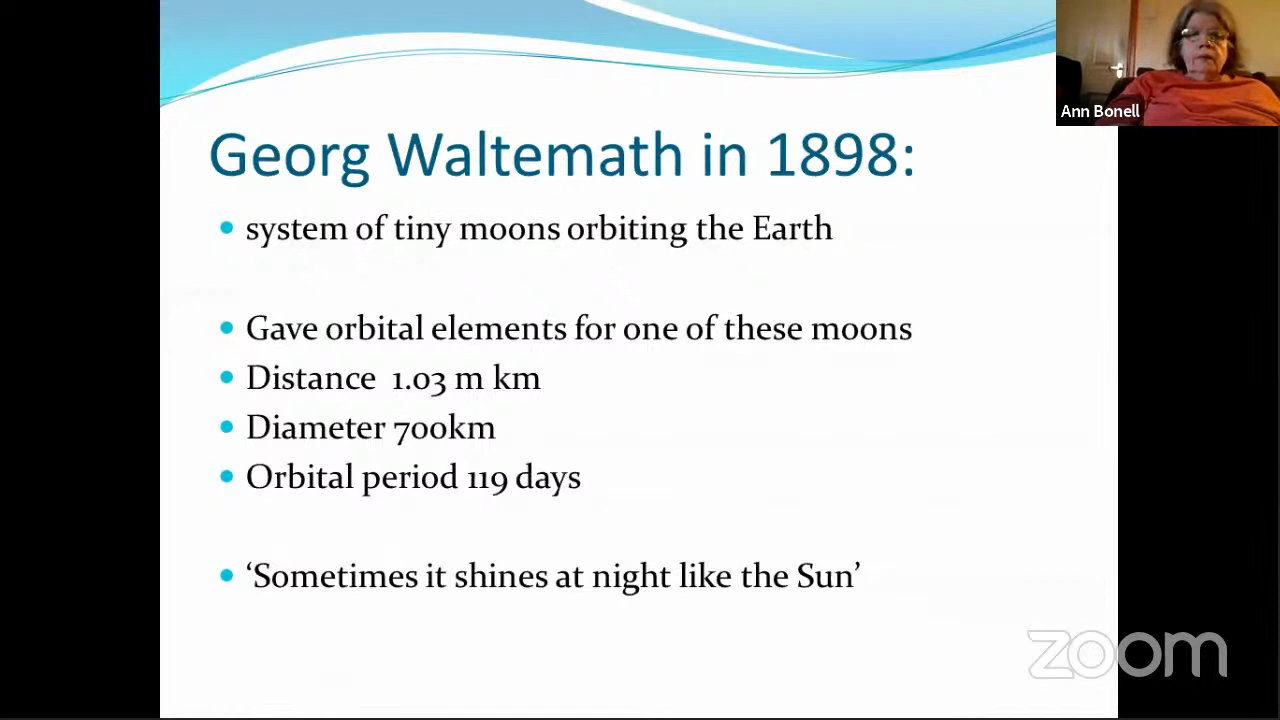 Ann Bonell
Georg Waltemath in 1898:
system of tiny moons orbiting the Earth
Gave orbital elements for one of these moons
Distance 1.03 m km
Diameter 700km
Orbital period 119 days
‘Sometimes it shines at night like the Sun’
zoom